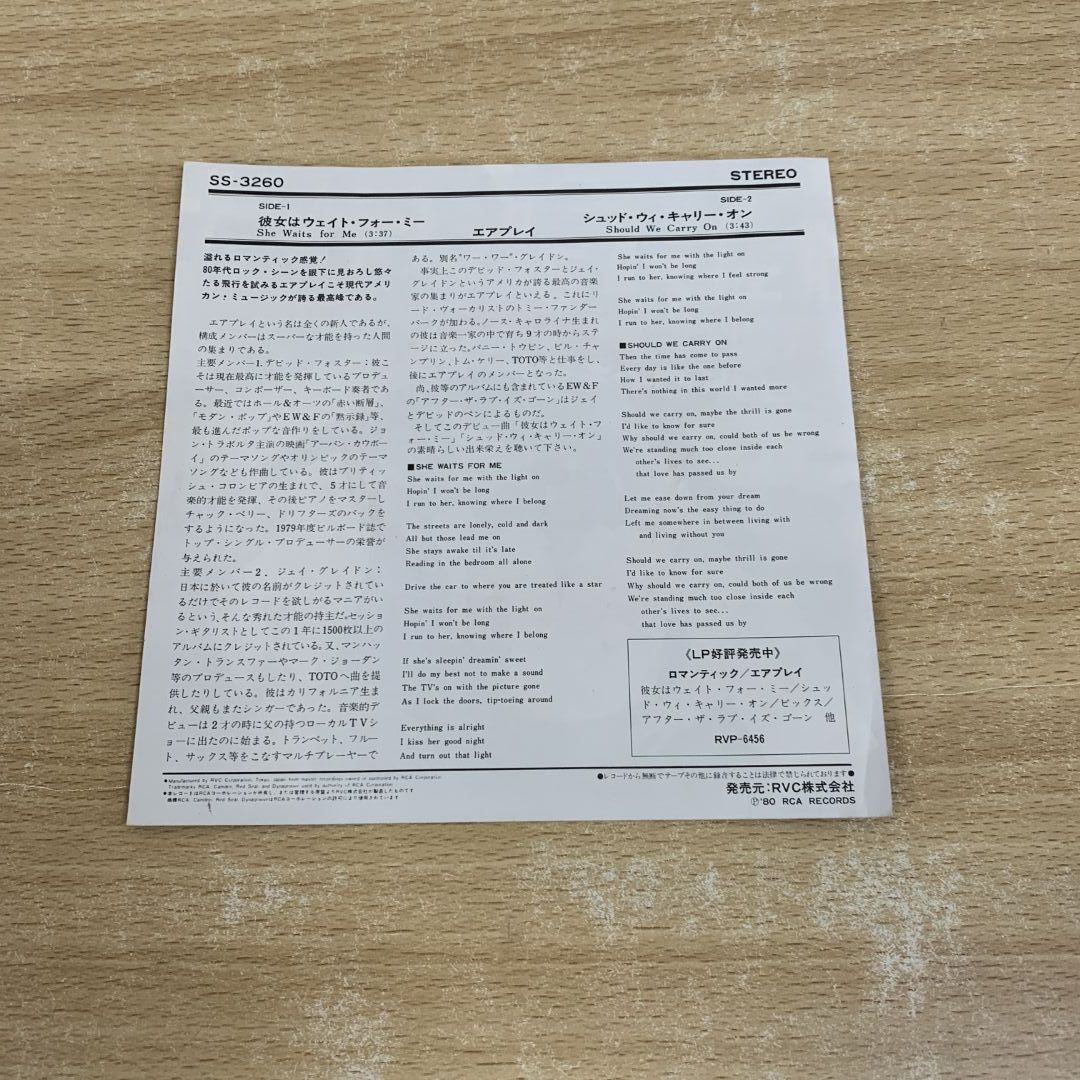 SS-3260
STEREO
SIDE-1
彼女はウェイト・フォー・ミー
She Waits for Me (3:37)
エアプレイ
SIDE-2
シュッド・ウィ・キャリー・オン
Should We Carry On (3:43)
溢れるロマンティック感覚!
80年代ロック・シーンを眼下に見おろし悠々
たる飛行を試みるエアプレイこそ現代アメリ
カン・ミュージックが誇る最高峰である。
エアプレイという名は全くの新人であるが、
構成メンバーはスーパーな才能を持った人間
の集まりである。
主要メンバー1.デビッド・フォスター:彼こ
そは現在最高に才能を発揮しているプロデュ
ーサー、コンポーザー、キーボード奏者であ
る。最近ではホール&オーツの「赤い断層」、
「モダン・ポップ」やEW&Fの「黙示録」等、
最も進んだポップな音作りをしている。ジョ
ン・トラボルタ主演の映画「アーバン・カウボー
イ」のテーマソングやオリンピックのテーマ
ソングなども作曲している。彼はブリティッ
シュ・コロンビアの生まれで、5才にして音
楽的才能を発揮、その後ピアノをマスターし
チャック・ベリー、ドリフターズのバックを
するようになった。1979年度ビルボード誌で
トップ・シングル・プロデューサーの栄誉が
与えられた。
主要メンバー2、ジェイ・グレイドン:
日本に於いて彼の名前がクレジットされてい
るだけでそのレコードを欲しがるマニアがい
るという、そんな秀れた才能の持主だ。セッショ
ン・ギタリストとしてこの1年に1500枚以上の
アルバムにクレジットされている。又、マンハッ
タン・トランスファーやマーク・ジョーダン
等のプロデュースもしたり、TOTOへ曲を提
供したりしている。彼はカリフォルニア生ま
れ、父親もまたシンガーであった。音楽的デ
ビューは2才の時に父の持つローカルTVシ
ョーに出たのに始まる。トランペット、フルー
ト、サックス等をこなすマルチプレーヤーで
ある。別名"ワー・ワー"・グレイドン。
事実上このデビッド・フォスターとジェイ・
グレイドンというアメリカが誇る最高の音楽
家の集まりがエアプレイといえる。これにリ
ード・ヴォーカリストのトミー・ファンダー
バークが加わる。ノース・キャロライナ生まれ
の彼は音楽一家の中で育ち9才の時からステ
ージに立った。バニー・トウピン、ビル・チャ
ンプリン、トム・ケリー、TOTO等と仕事をし、
後にエアプレイのメンバーとなった。
尚、彼等のアルバムにも含まれているEW&F
の「アフター・ザ・ラブ・イズ・ゴーン」はジェイ
とデビッドのペンによるものだ。
そしてこのデビュー曲「彼女はウェイト・フ
ォー・ミー」「シュッド・ウィ・キャリー・オン」
の素晴らしい出来栄えを聴いて下さい。
■SHE WAITS FOR ME
She waits for me with the light on
Hopin' I won't be long
I run to her, knowing where I belong
The streets are lonely, cold and dark
All but those lead me on
She stays awake til it's late
Reading in the bedroom all alone
Drive the car to where you are treated like a star
She waits for me with the light on
Hopin' I won't be long
I run to her, knowing where I belong
If she's sleepin' dreamin' sweet
I'll do my best not to make a sound
The TV's on with the picture gone
As I lock the doors, tip-toeing around
Everything is alright
I kiss her good night
And turn out that light
She waits for me with the light on
Hopin' I won't be long
I run to her, knowing where I feel strong
She waits for me with the light on
Hopin' I won't be long
I run to her, knowing where I belong
■SHOULD WE CARRY ON
Then the time has come to pass
Every day is like the one before
How I wanted it to last
There's nothing in this world I wanted more
Should we carry on, maybe the thrill is gone
I'd like to know for sure
Why should we carry on, could both of us be wrong
We're standing much too close inside each
other's lives to see...
that love has passed us by
Let me ease down from your dream
Dreaming now's the easy thing to do
Left me somewhere in between living with
and living without you
Should we carry on, maybe the thrill is gone
I'd like to know for sure
Why should we carry on, could both of us be wrong
We're standing much too close inside each
other's lives to see...
that love has passed us by
《LP好評発売中》
ロマンティック/エアプレイ
彼女はウェイト・フォー・ミー/シュッ
ド・ウィ・キャリー・オン/ビックス/
アフター・ザ・ラブ・イズ・ゴーン 他
RVP-6456
●Manufactured by RVC Corporation, Tokyo, Japan from master recordings owned or controlled by RCA Corporation.
Trademarks RCA, Camden, Red Seal and Dynagroove used by authority of RCA Corporation
●レコードから無断でテープその他に録音することは法律で禁じられております●
発売元:RVC株式会社
℗'80 RCA RECORDS